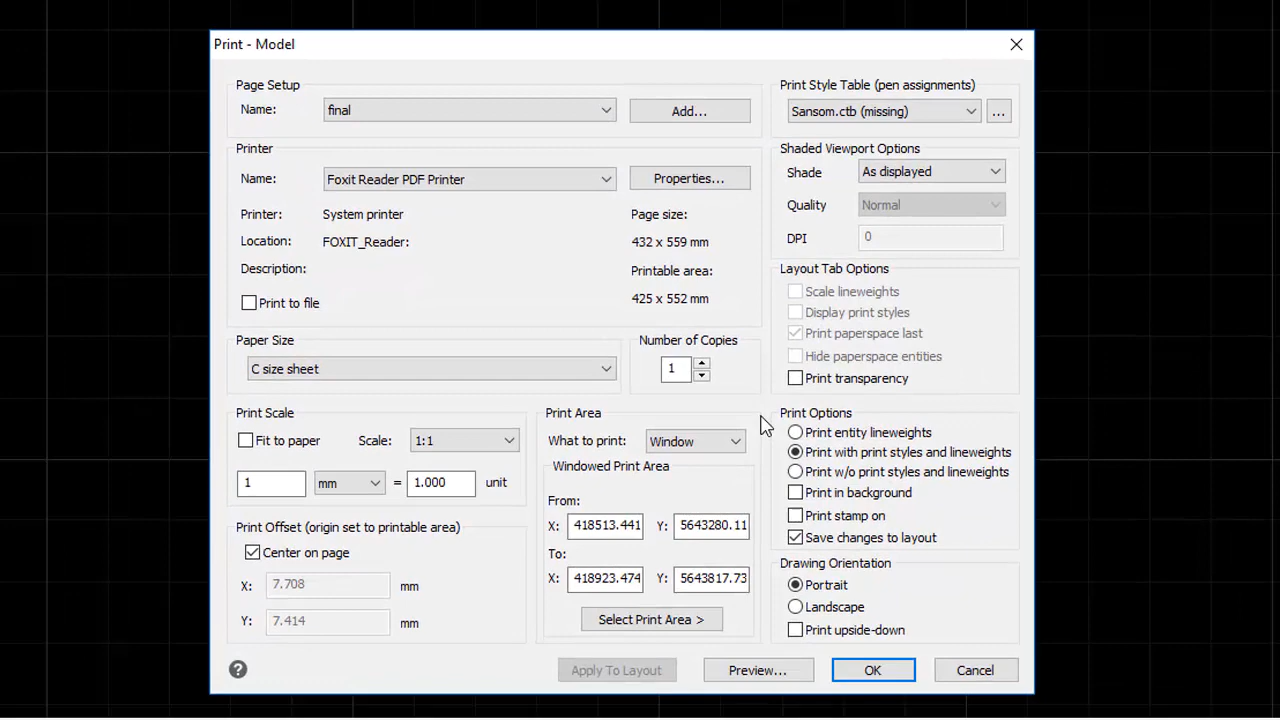 Print - Model
Page Setup
Name: final Add...
Printer
Name: Foxit Reader PDF Printer Properties...
Printer: System printer Page size:
Location: FOXIT_Reader: 432 x 559 mm
Description: Printable area:
Print to file 425 x 552 mm
Paper Size
C size sheet
Number of Copies
1
Print Scale
Fit to paper Scale: 1:1
1 mm = 1.000 unit
Print Offset (origin set to printable area)
Center on page
X: 7.708 mm
Y: 7.414 mm
Print Area
What to print: Window
Windowed Print Area
From:
X: 418513.441 Y: 5643280.11
To:
X: 418923.474 Y: 5643817.73
Select Print Area >
Print Style Table (pen assignments)
Sansom.ctb (missing) ...
Shaded Viewport Options
Shade As displayed
Quality Normal
DPI 0
Layout Tab Options
Scale lineweights
Display print styles
Print paperspace last
Hide paperspace entities
Print transparency
Print Options
Print entity lineweights
Print with print styles and lineweights
Print w/o print styles and lineweights
Print in background
Print stamp on
Save changes to layout
Drawing Orientation
Portrait
Landscape
Print upside-down
? Apply To Layout Preview... OK Cancel